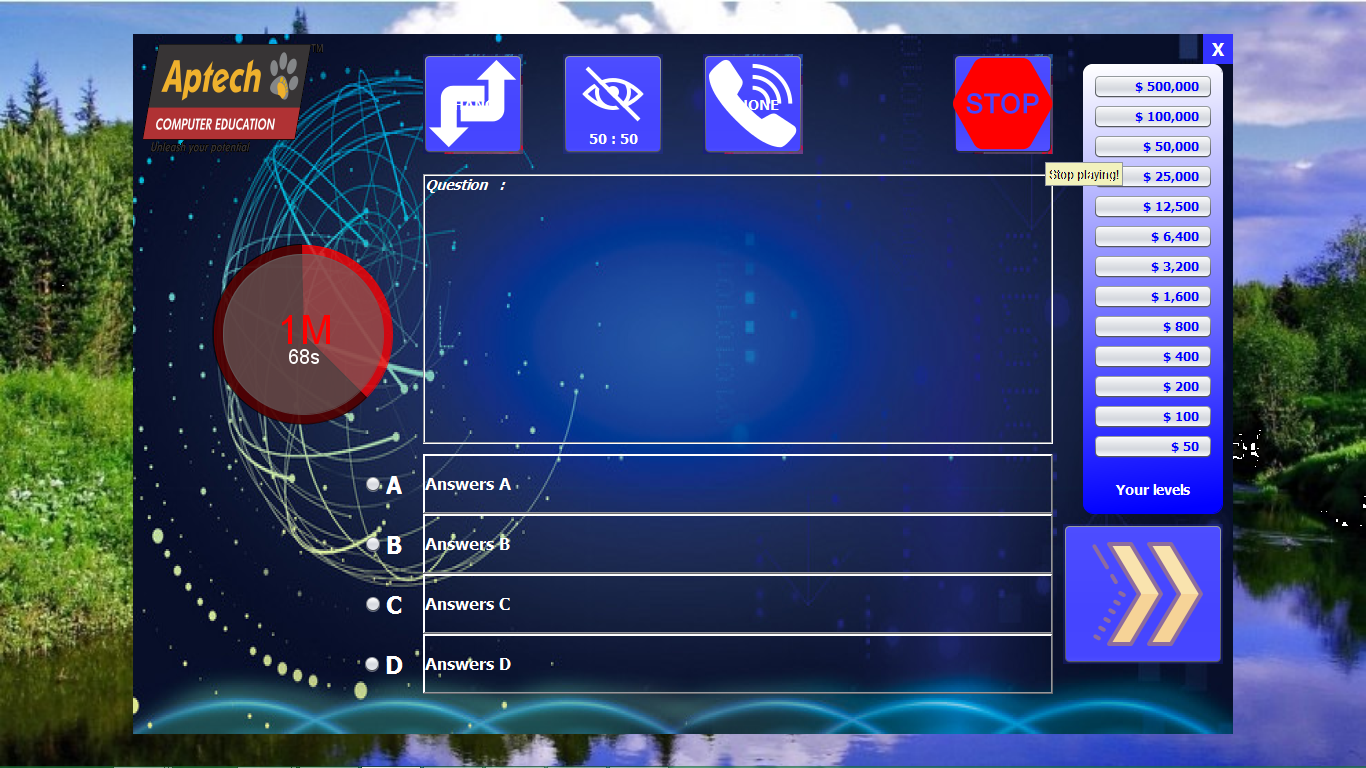 Aptech
TM
COMPUTER EDUCATION
Unleash your potential
50 : 50
STOP
X
Stop playing!
$ 500,000
$ 100,000
$ 50,000
$ 25,000
$ 12,500
$ 6,400
$ 3,200
$ 1,600
$ 800
$ 400
$ 200
$ 100
$ 50
Your levels
Question :
1M
68s
A
Answers A
B
Answers B
C
Answers C
D
Answers D